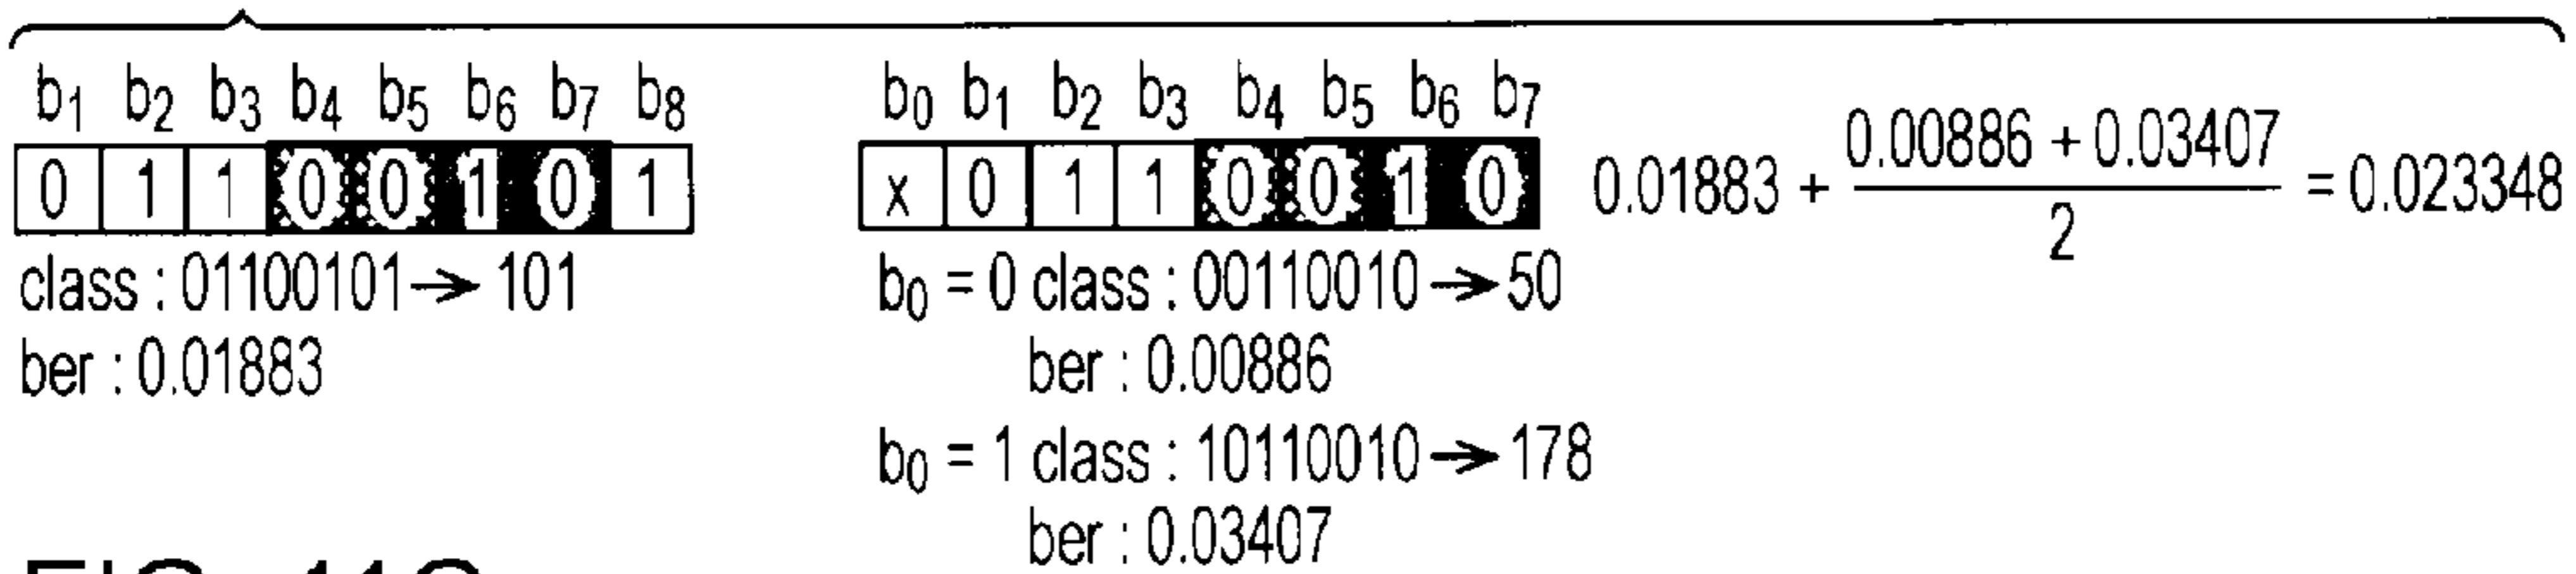 b1 b2 b3 b4 b5 b6 b7 b8
0 1 1 0 0 1 0 1
class : 01100101→ 101
ber : 0.01883
b0 b1 b2 b3 b4 b5 b6 b7
x 0 1 1 0 0 1 0
b0 = 0 class : 00110010→50
ber : 0.00886
b0 = 1 class : 10110010→178
ber : 0.03407
0.01883 + (0.00886 + 0.03407)/2 = 0.023348